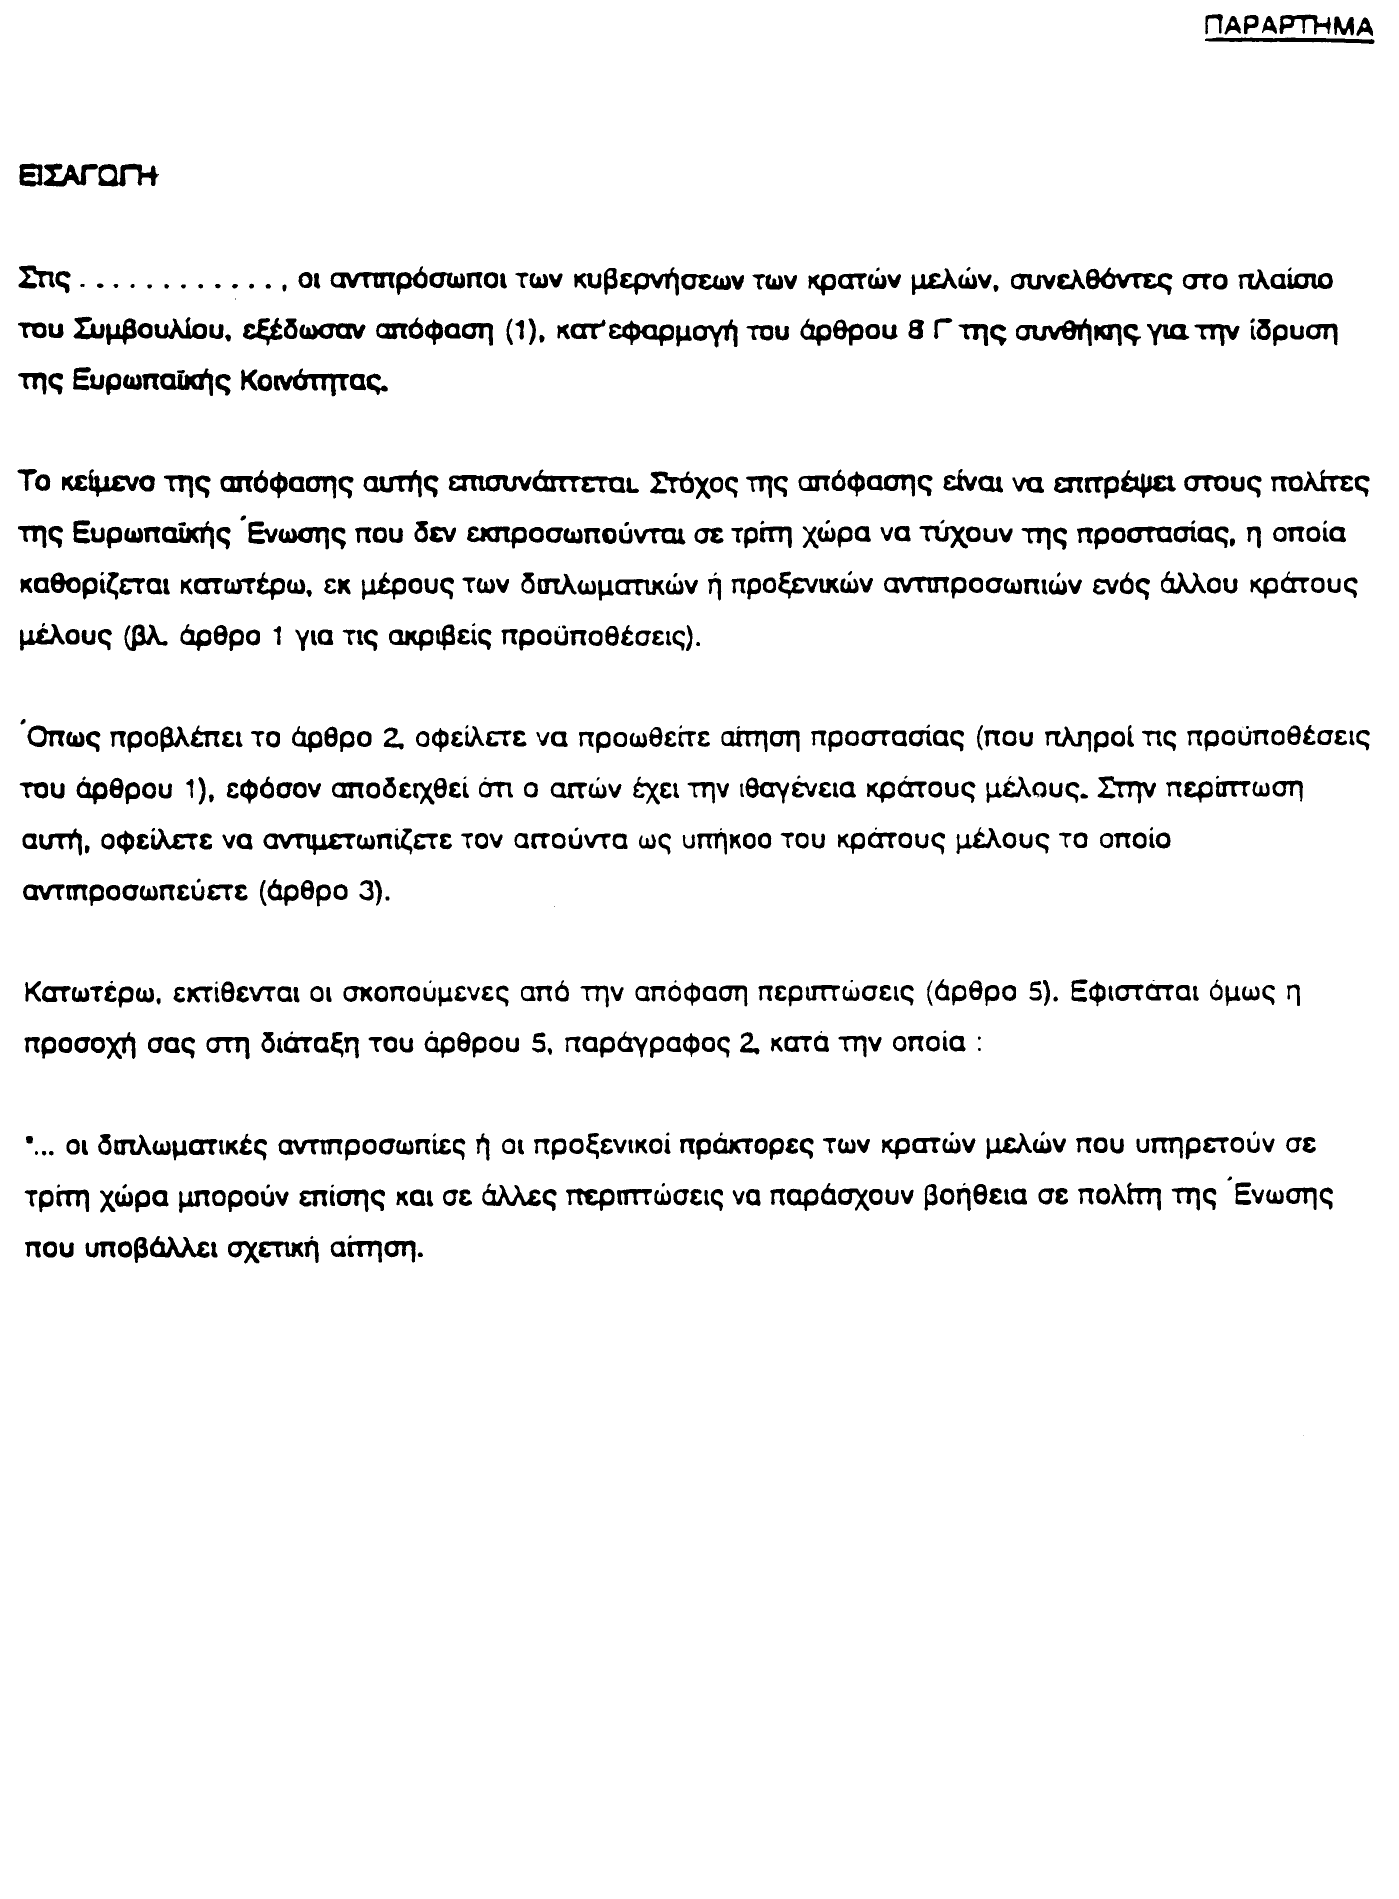 ΠΑΡΑΡΤΗΜΑ
ΕΙΣΑΓΩΓΗ
Στις . . . . . . . . . . . . , οι αντιπρόσωποι των κυβερνήσεων των κρατών μελών, συνελθόντες στο πλαίσιο
του Συμβουλίου, εξέδωσαν απόφαση (1), κατ'εφαρμογή του άρθρου 8 Γ της συνθήκης για την ίδρυση
της Ευρωπαϊκής Κοινότητας.
Το κείμενο της απόφασης αυτής επισυνάπτεται. Στόχος της απόφασης είναι να επιτρέψει στους πολίτες
της Ευρωπαϊκής Ένωσης που δεν εκπροσωπούνται σε τρίτη χώρα να τύχουν της προστασίας, η οποία
καθορίζεται κατωτέρω, εκ μέρους των διπλωματικών ή προξενικών αντιπροσωπιών ενός άλλου κράτους
μέλους (βλ. άρθρο 1 για τις ακριβείς προϋποθέσεις).
Όπως προβλέπει το άρθρο 2, οφείλετε να προωθείτε αίτηση προστασίας (που πληροί τις προϋποθέσεις
του άρθρου 1), εφόσον αποδειχθεί ότι ο αιτών έχει την ιθαγένεια κράτους μέλους. Στην περίπτωση
αυτή, οφείλετε να αντιμετωπίζετε τον αιτούντα ως υπήκοο του κράτους μέλους το οποίο
αντιπροσωπεύετε (άρθρο 3).
Κατωτέρω, εκτίθενται οι σκοπούμενες από την απόφαση περιπτώσεις (άρθρο 5). Εφιστάται όμως η
προσοχή σας στη διάταξη του άρθρου 5, παράγραφος 2, κατά την οποία :
"... οι διπλωματικές αντιπροσωπίες ή οι προξενικοί πράκτορες των κρατών μελών που υπηρετούν σε
τρίτη χώρα μπορούν επίσης και σε άλλες περιπτώσεις να παράσχουν βοήθεια σε πολίτη της Ένωσης
που υποβάλλει σχετική αίτηση.